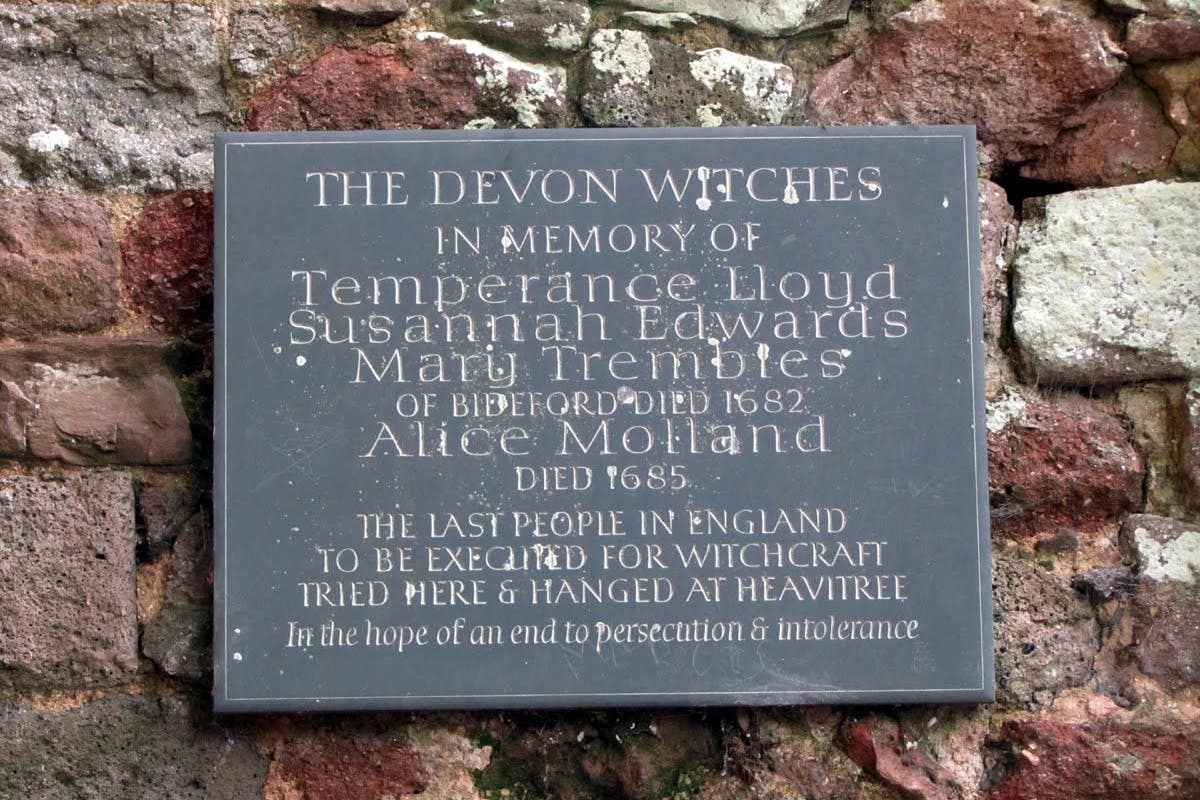 THE DEVON WITCHES
IN MEMORY OF
Temperance Lloyd
Susannah Edwards
Mary Trembles
OF BIDEFORD DIED 1682
Alice Molland
DIED 1685
THE LAST PEOPLE IN ENGLAND
TO BE EXECUTED FOR WITCHCRAFT
TRIED HERE & HANGED AT HEAVITREE
In the hope of an end to persecution & intolerance